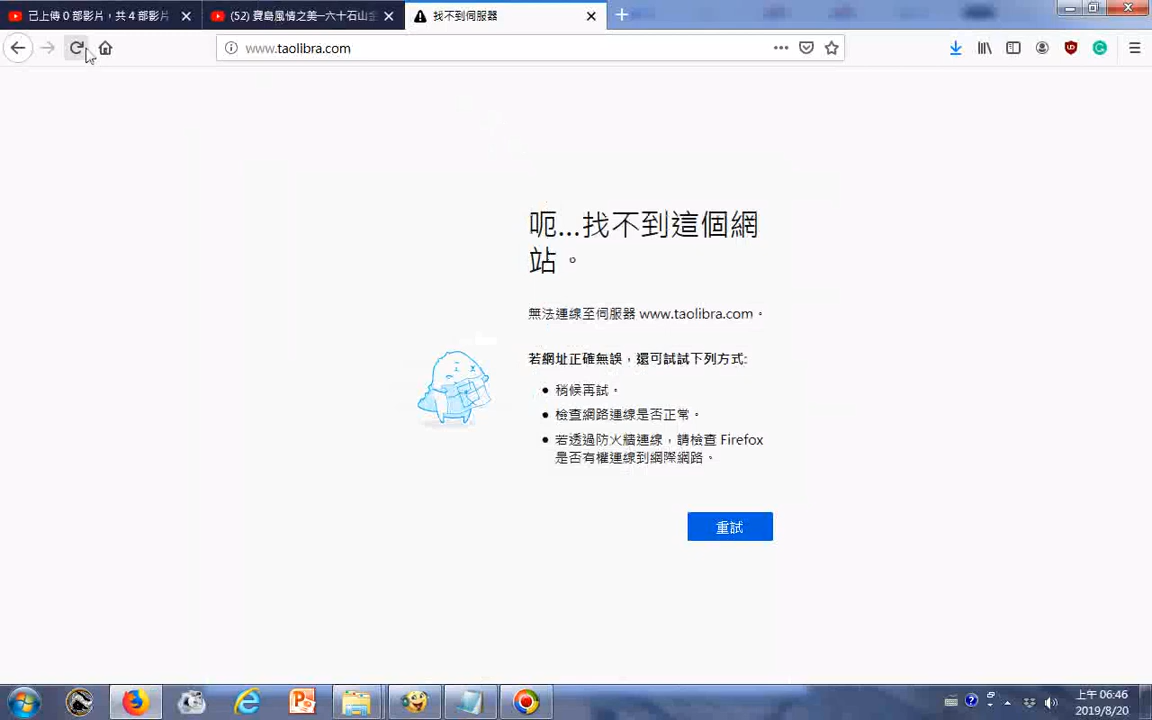 已上傳 0 部影片，共 4 部影片
(52) 寶島風情之美─六十石山金
找不到伺服器
www.taolibra.com
呃...找不到這個網
站。
無法連線至伺服器 www.taolibra.com。
若網址正確無誤，還可試試下列方式:
稍候再試。
檢查網路連線是否正常。
若透過防火牆連線，請檢查 Firefox
是否有權連線到網際網路。
重試
上午 06:46
2019/8/20